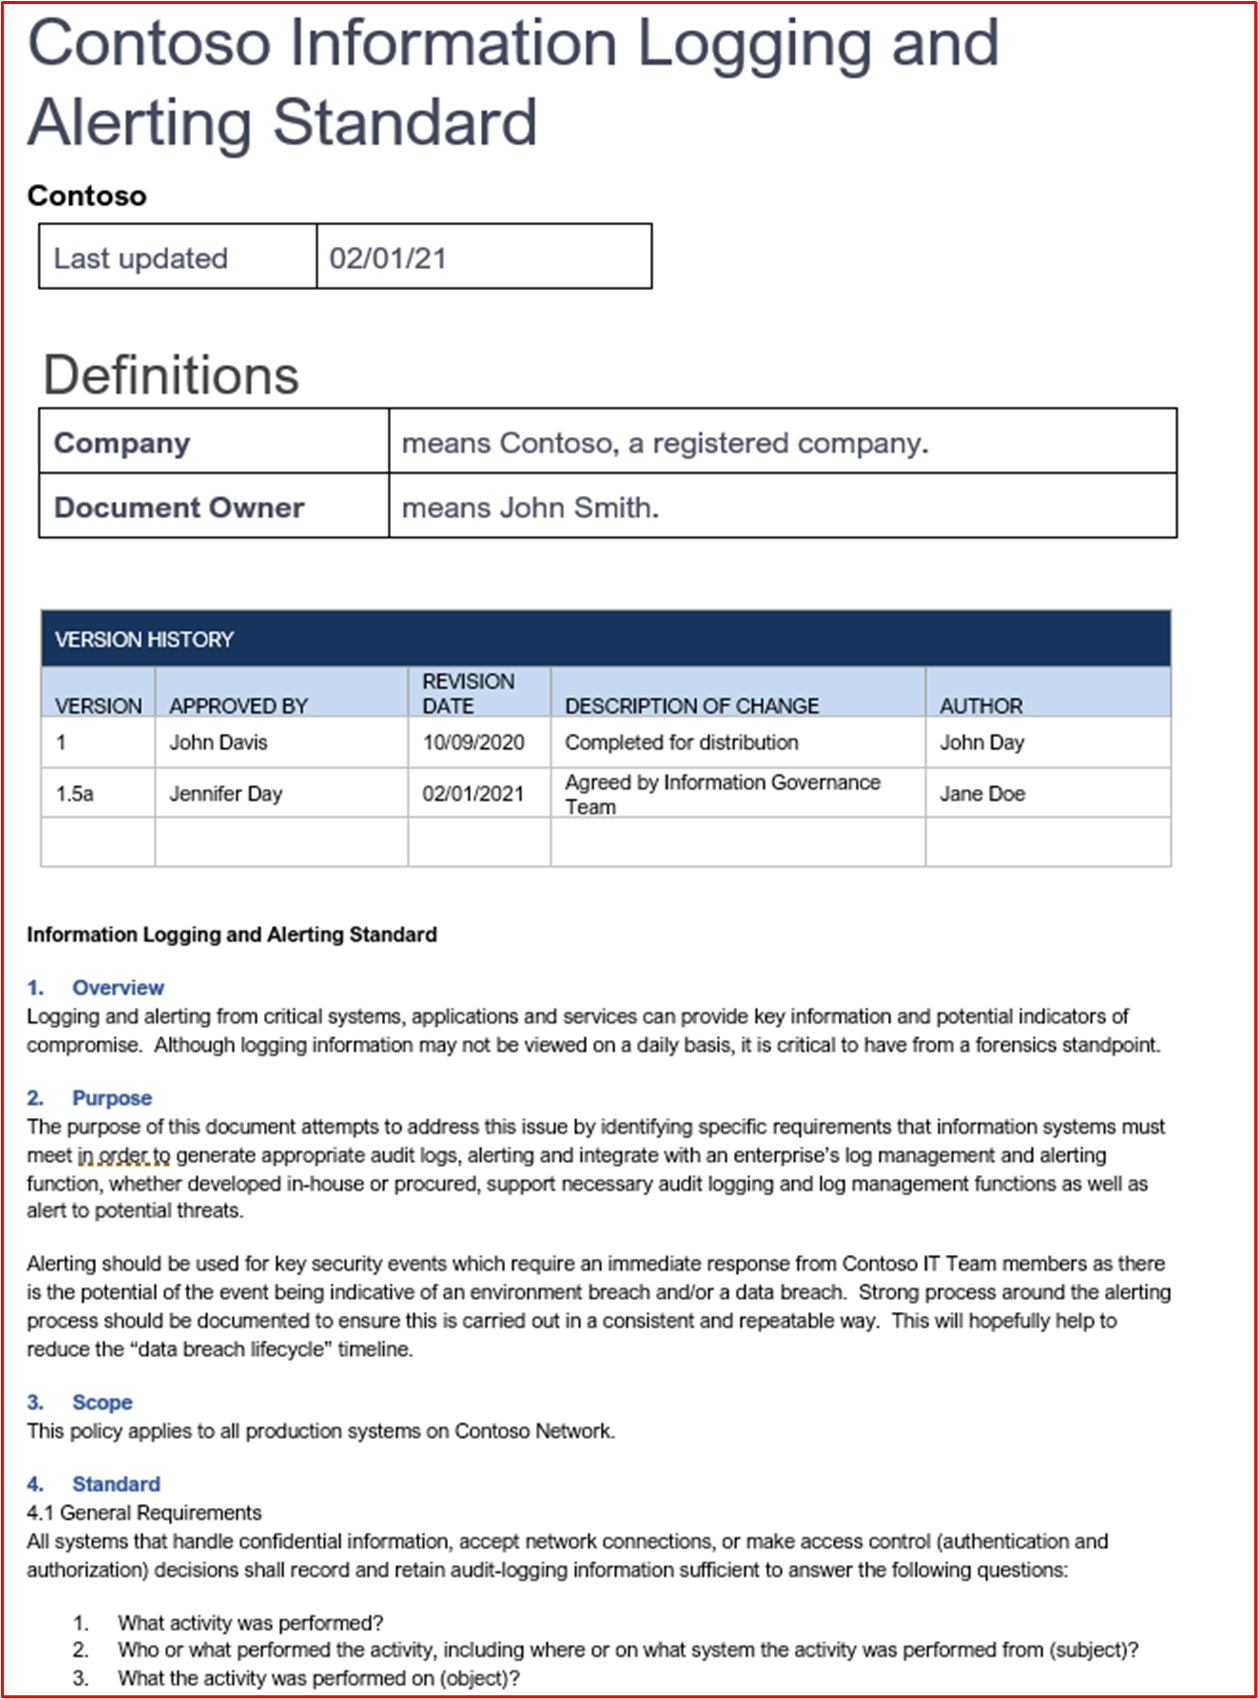 Contoso Information Logging and
Alerting Standard
Contoso
Last updated 02/01/21
Definitions
Company means Contoso, a registered company.
Document Owner means John Smith.
VERSION HISTORY
VERSION APPROVED BY REVISION DATE DESCRIPTION OF CHANGE AUTHOR
1 John Davis 10/09/2020 Completed for distribution John Day
1.5a Jennifer Day 02/01/2021 Agreed by Information Governance Team Jane Doe
Information Logging and Alerting Standard
1. Overview
Logging and alerting from critical systems, applications and services can provide key information and potential indicators of
compromise.  Although logging information may not be viewed on a daily basis, it is critical to have from a forensics standpoint.
2. Purpose
The purpose of this document attempts to address this issue by identifying specific requirements that information systems must
meet in order to generate appropriate audit logs, alerting and integrate with an enterprise’s log management and alerting
function, whether developed in-house or procured, support necessary audit logging and log management functions as well as
alert to potential threats.
Alerting should be used for key security events which require an immediate response from Contoso IT Team members as there
is the potential of the event being indicative of an environment breach and/or a data breach.  Strong process around the alerting
process should be documented to ensure this is carried out in a consistent and repeatable way.  This will hopefully help to
reduce the “data breach lifecycle” timeline.
3. Scope
This policy applies to all production systems on Contoso Network.
4. Standard
4.1 General Requirements
All systems that handle confidential information, accept network connections, or make access control (authentication and
authorization) decisions shall record and retain audit-logging information sufficient to answer the following questions:
1. What activity was performed?
2. Who or what performed the activity, including where or on what system the activity was performed from (subject)?
3. What the activity was performed on (object)?